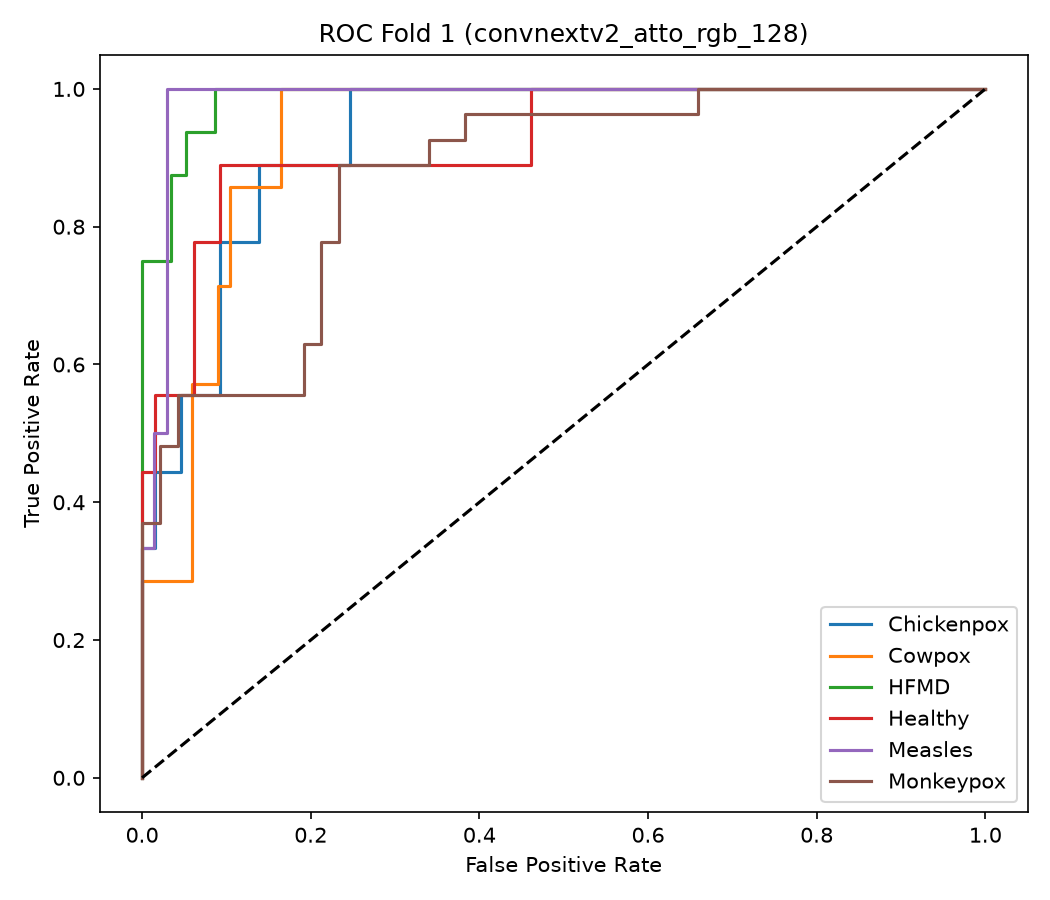 ROC Fold 1 (convnextv2_atto_rgb_128)
True Positive Rate
1.0
0.8
0.6
0.4
0.2
0.0
0.0 0.2 0.4 0.6 0.8 1.0
False Positive Rate
Chickenpox
Cowpox
HFMD
Healthy
Measles
Monkeypox